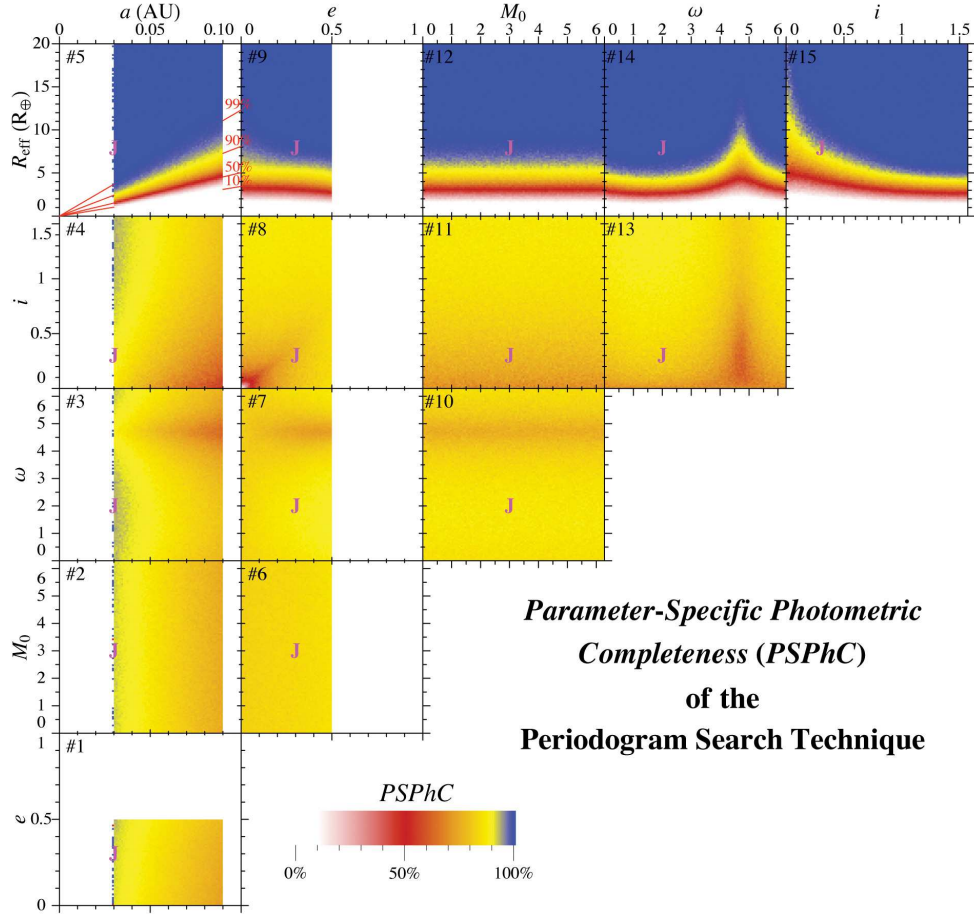 a (AU) e M₀ ω i
0 0.05 0.10 0 0.5 1 0 1 2 3 4 5 6 0 1 2 3 4 5 6 0 0.5 1 1.5
20 #5 #9 #12 #14 #15
15
99%
R_eff (R⊕) 10
90%
J J J J J
50%
5
10%
0
1.5 #4 #8 #11 #13
1
i
0.5
J J J J
0
6 #3 #7 #10
5
4
ω 3
2 J J J
1
0
6 #2 #6
5
4
M₀ 3 J J
2
1
0
Parameter-Specific Photometric
Completeness (PSPhC)
of the
Periodogram Search Technique
1 #1
e 0.5
J
0
PSPhC
0% 50% 100%